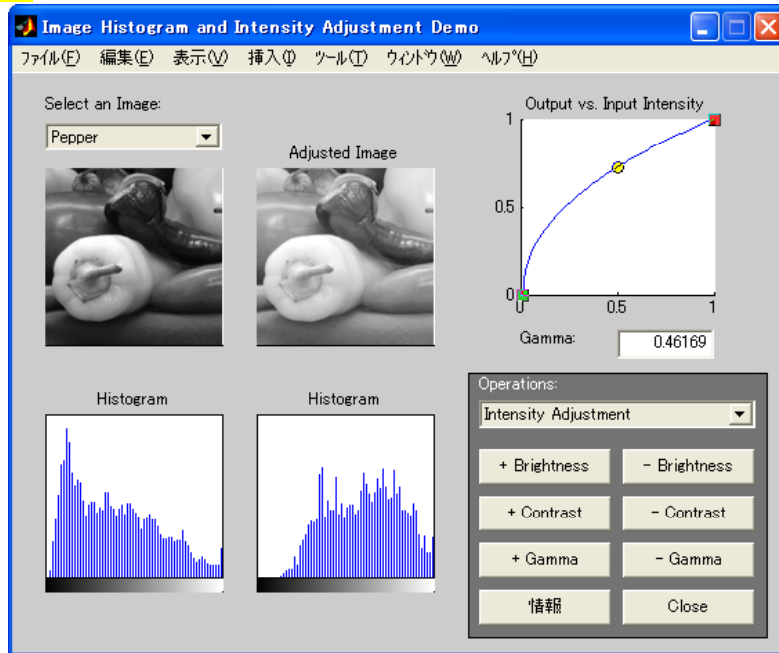 Image Histogram and Intensity Adjustment Demo
ファイル(F) 編集(E) 表示(V) 挿入(I) ツール(T) ウィンドウ(W) ヘルプ(H)
Select an Image:
Pepper
Adjusted Image
Output vs. Input Intensity
1
0.5
0
0 0.5 1
Gamma: 0.46169
Histogram
Histogram
Operations:
Intensity Adjustment
+ Brightness - Brightness
+ Contrast - Contrast
+ Gamma - Gamma
情報 Close